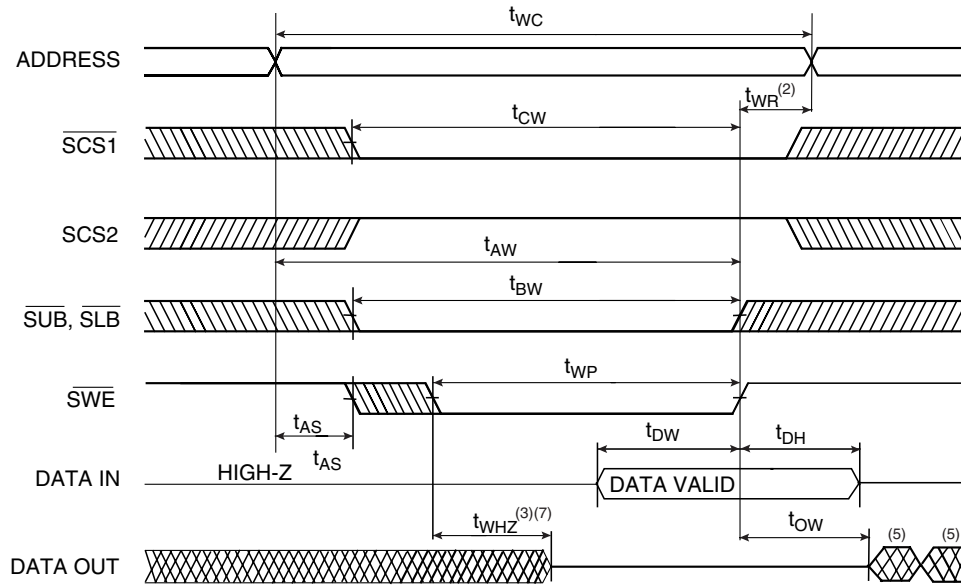 tWC
ADDRESS
tWR(2)
tCW
SCS1
SCS2
tAW
tBW
SUB, SLB
tWP
SWE
tAS
tDW
tDH
tAS
HIGH-Z
DATA IN
DATA VALID
tWHZ(3)(7)
tOW
(5)
(5)
DATA OUT